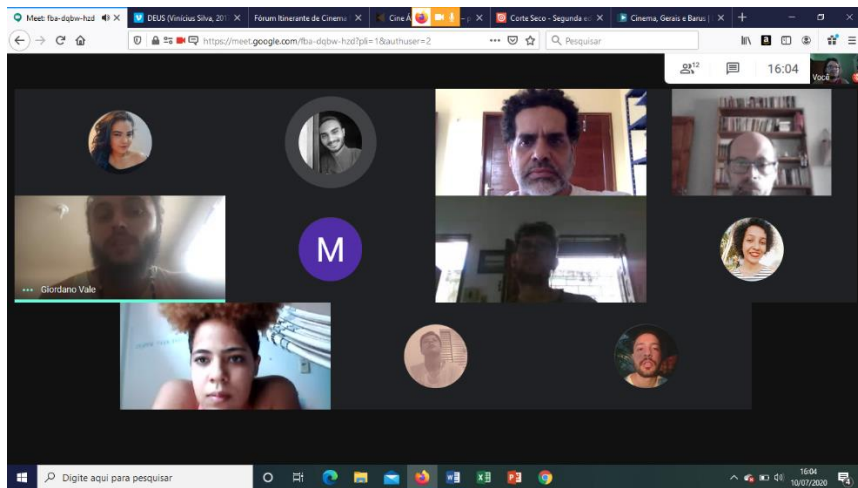 Meet: fba-dqbw-hzd
DEUS (Vinícius Silva, 201
Fórum Itinerante de Cinema
Cine Á
Corte Seco - Segunda ed
Cinema, Gerais e Barus |
https://meet.google.com/fba-dqbw-hzd?pli=1&authuser=2
Pesquisar
12
16:04
Você
M
Giordano Vale
Digite aqui para pesquisar
16:04
10/07/2020